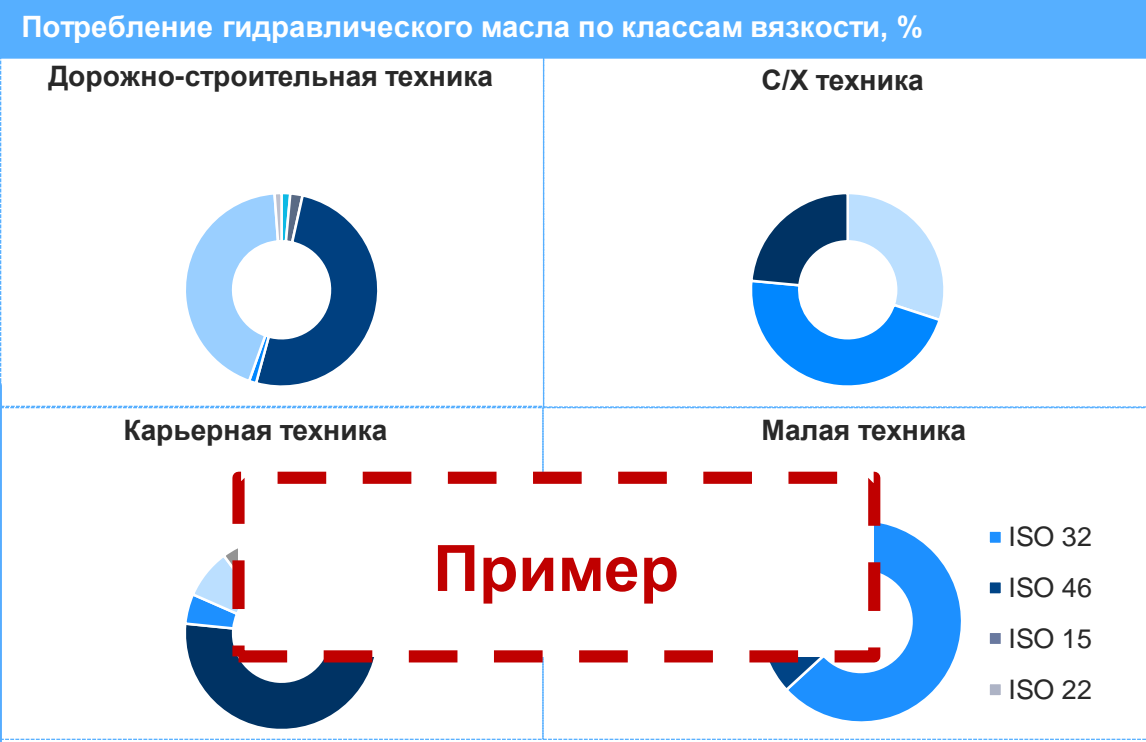 Потребление гидравлического масла по классам вязкости, %
Дорожно-строительная техника
С/Х техника
Карьерная техника
Малая техника
Пример
ISO 32
ISO 46
ISO 15
ISO 22